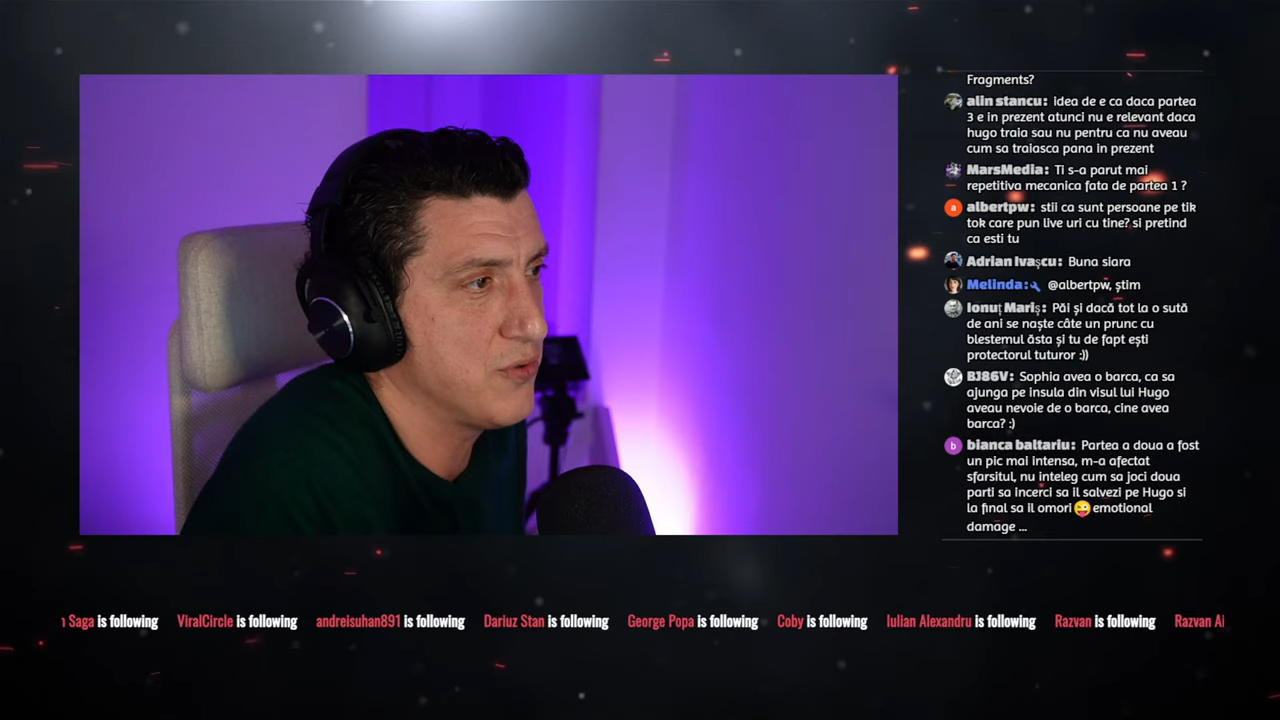 Fragments?
alin stancu: idea de e ca daca partea
3 e in prezent atunci nu e relevant daca
hugo traia sau nu pentru ca nu aveau
cum sa traiasca pana in prezent
MarsMedia: Ti s-a parut mai
repetitiva mecanica fata de partea 1 ?
a albertpw: stii ca sunt persoane pe tik
tok care pun live uri cu tine? si pretind
ca esti tu
Adrian Ivașcu: Buna siara
Melinda: @albertpw, știm
Ionuț Mariș: Păi și dacă tot la o sută
de ani se naște câte un prunc cu
blestemul ăsta și tu de fapt ești
protectorul tuturor :))
BJ86V: Sophia avea o barca, ca sa
ajunga pe insula din visul lui Hugo
aveau nevoie de o barca, cine avea
barca? :)
b bianca baltariu: Partea a doua a fost
un pic mai intensa, m-a afectat
sfarsitul, nu inteleg cum sa joci doua
parti sa incerci sa il salvezi pe Hugo si
la final sa il omori😜emotional
damage ...
n Saga is following ViralCircle is following andreisuhan891 is following Dariuz Stan is following George Popa is following Coby is following Iulian Alexandru is following Razvan is following Razvan Al